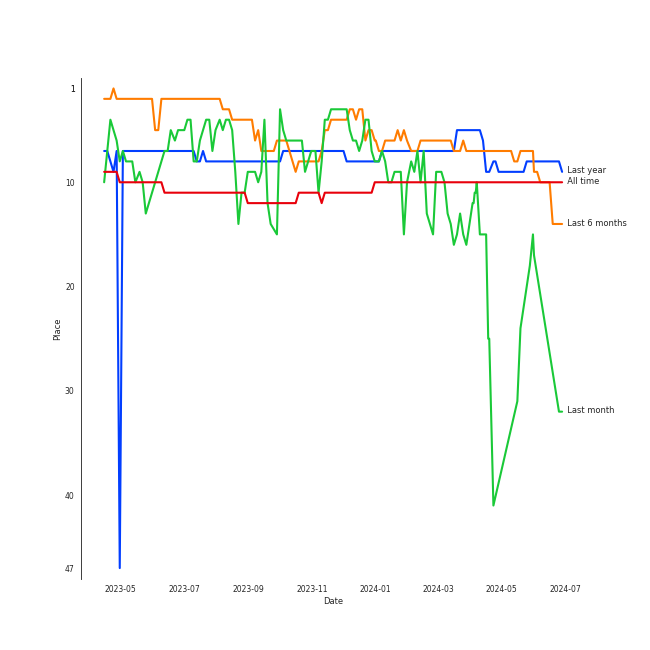 1
10
20
30
40
47
Place
2023-05
2023-07
2023-09
2023-11
2024-01
2024-03
2024-05
2024-07
Date
Last year
All time
Last 6 months
Last month